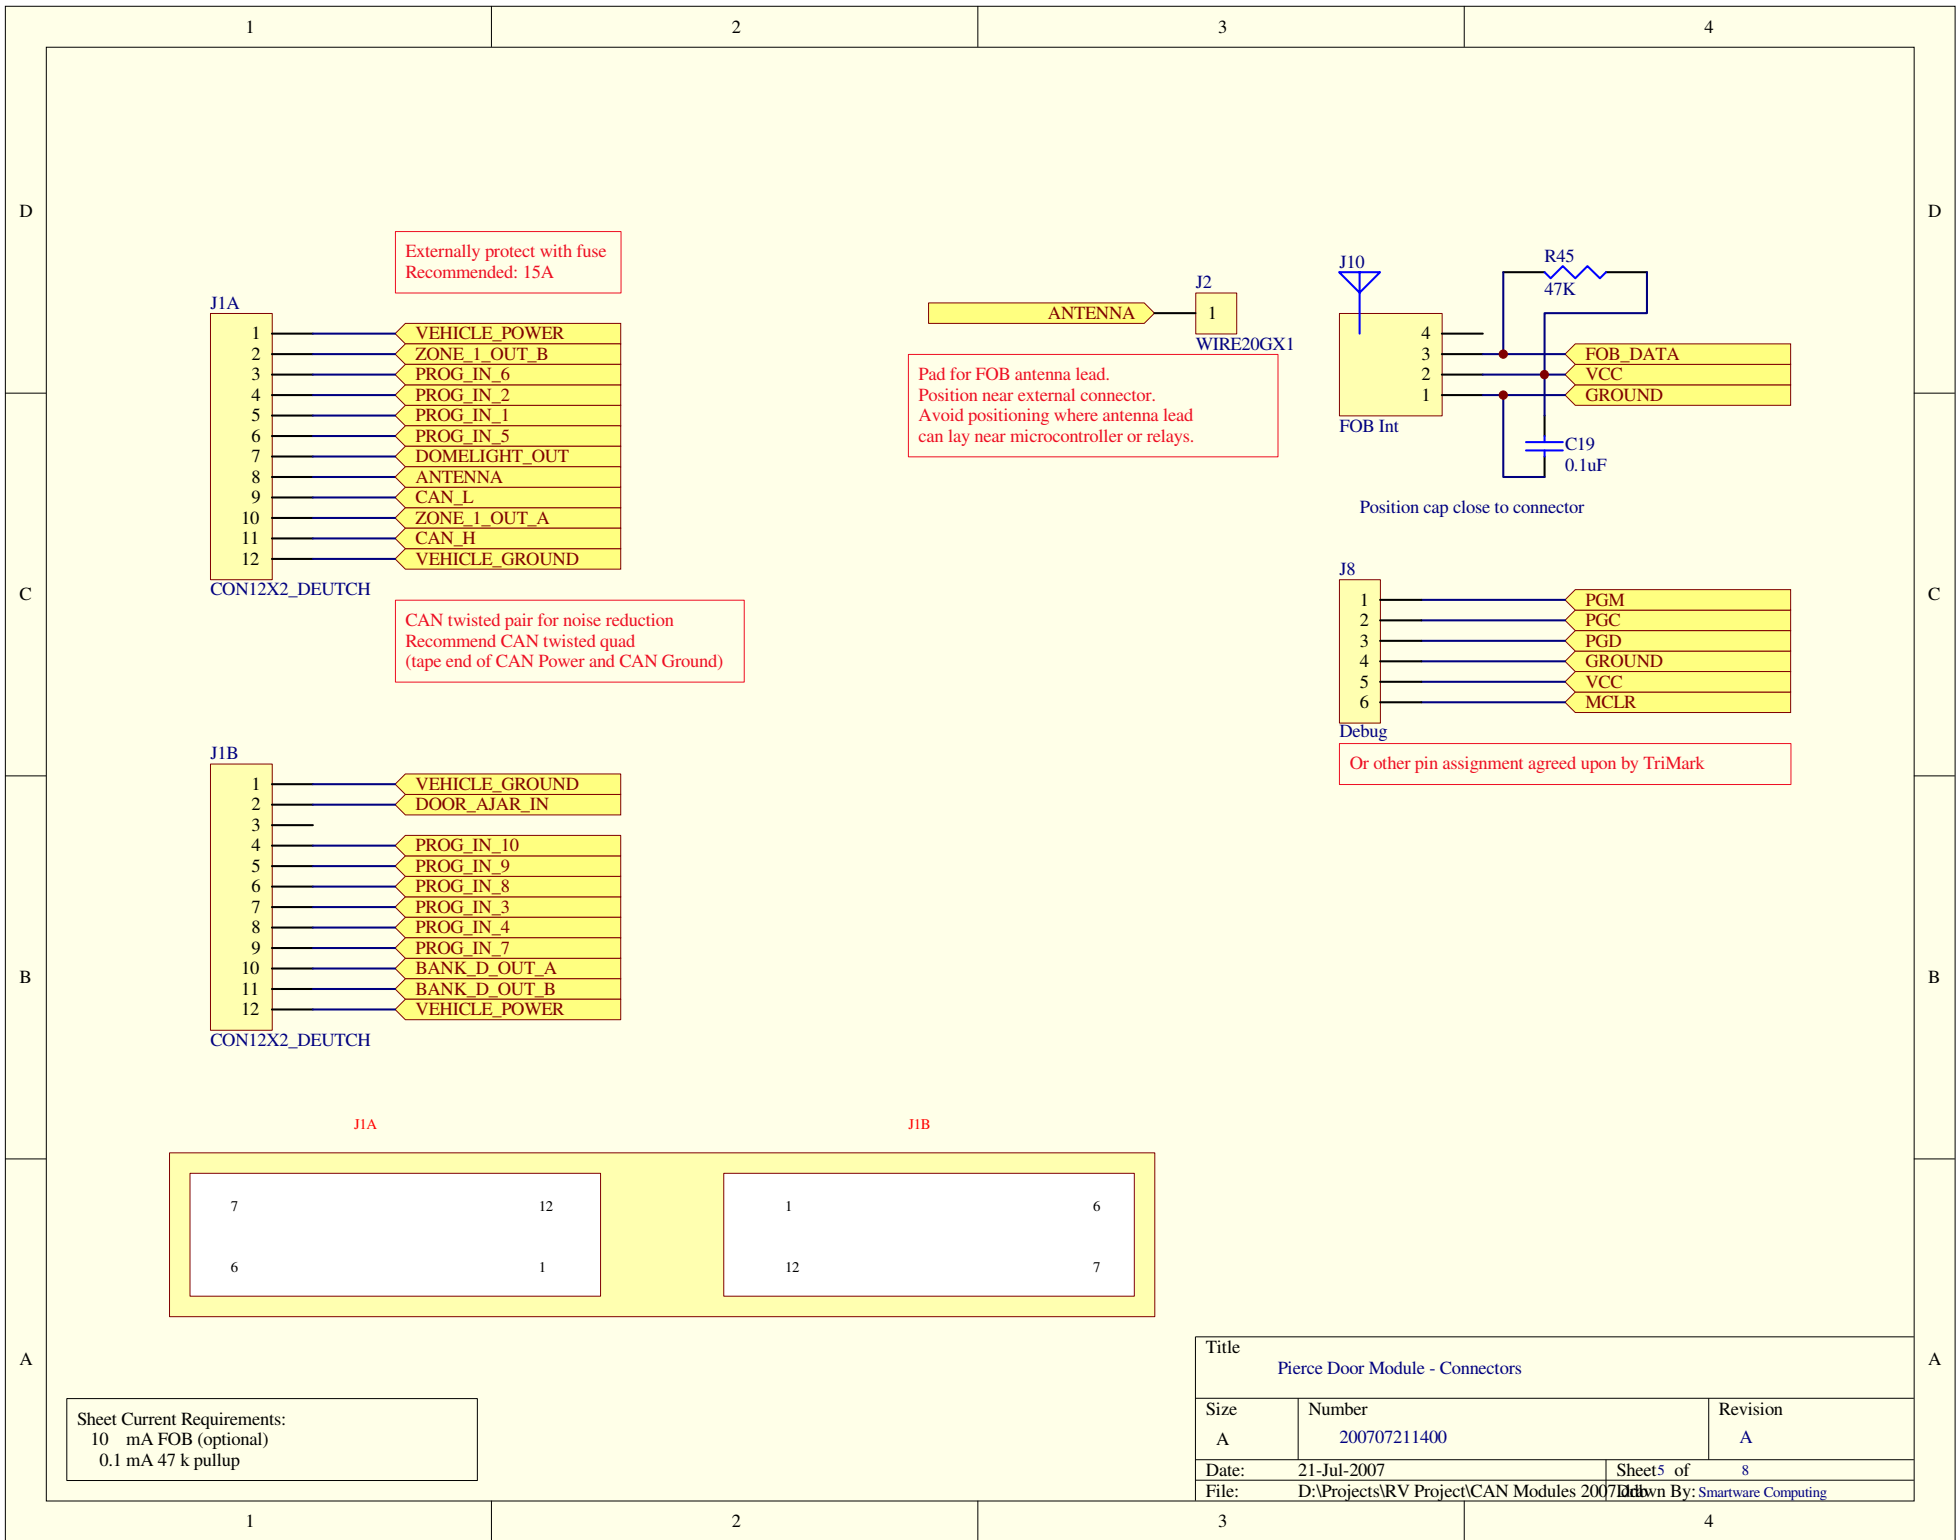 1 2 3 4
D D
Externally protect with fuse
Recommended: 15A
J1A
1 VEHICLE_POWER
2 ZONE_1_OUT_B
3 PROG_IN_6
4 PROG_IN_2
5 PROG_IN_1
6 PROG_IN_5
7 DOMELIGHT_OUT
8 ANTENNA
9 CAN_L
10 ZONE_1_OUT_A
11 CAN_H
12 VEHICLE_GROUND
CON12X2_DEUTCH
CAN twisted pair for noise reduction
Recommend CAN twisted quad
(tape end of CAN Power and CAN Ground)
J2
ANTENNA 1
WIRE20GX1
Pad for FOB antenna lead.
Position near external connector.
Avoid positioning where antenna lead
can lay near microcontroller or relays.
J10
R45
47K
4
3 FOB_DATA
2 VCC
1 GROUND
FOB Int
C19
0.1uF
Position cap close to connector
C C
J8
1 PGM
2 PGC
3 PGD
4 GROUND
5 VCC
6 MCLR
Debug
Or other pin assignment agreed upon by TriMark
J1B
1 VEHICLE_GROUND
2 DOOR_AJAR_IN
3
4 PROG_IN_10
5 PROG_IN_9
6 PROG_IN_8
7 PROG_IN_3
8 PROG_IN_4
9 PROG_IN_7
10 BANK_D_OUT_A
11 BANK_D_OUT_B
12 VEHICLE_POWER
CON12X2_DEUTCH
B B
J1A J1B
7 12 1 6
6 1 12 7
A A
Sheet Current Requirements:
10 mA FOB (optional)
0.1 mA 47 k pullup
Title
Pierce Door Module - Connectors
Size Number Revision
A 200707211400 A
Date: 21-Jul-2007 Sheet5 of 8
File: D:\Projects\RV Project\CAN Modules 2007.ddb Drawn By: Smartware Computing
1 2 3 4